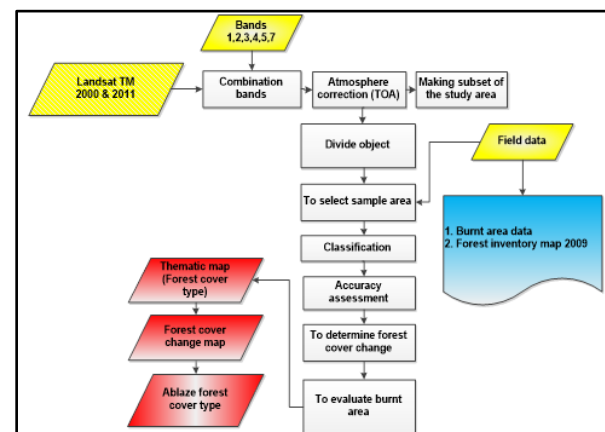 Bands
1,2,3,4,5,7
Landsat TM
2000 & 2011
Combination
bands
Atmosphere
correction (TOA)
Making subset
of the study area
Divide object
Field data
To select sample area
1. Burnt area data
2. Forest inventory map 2009
Classification
Thematic map
(Forest cover
type)
Accuracy
assessment
Forest cover
change map
To determine forest
cover change
Ablaze forest
cover type
To evaluate burnt
area